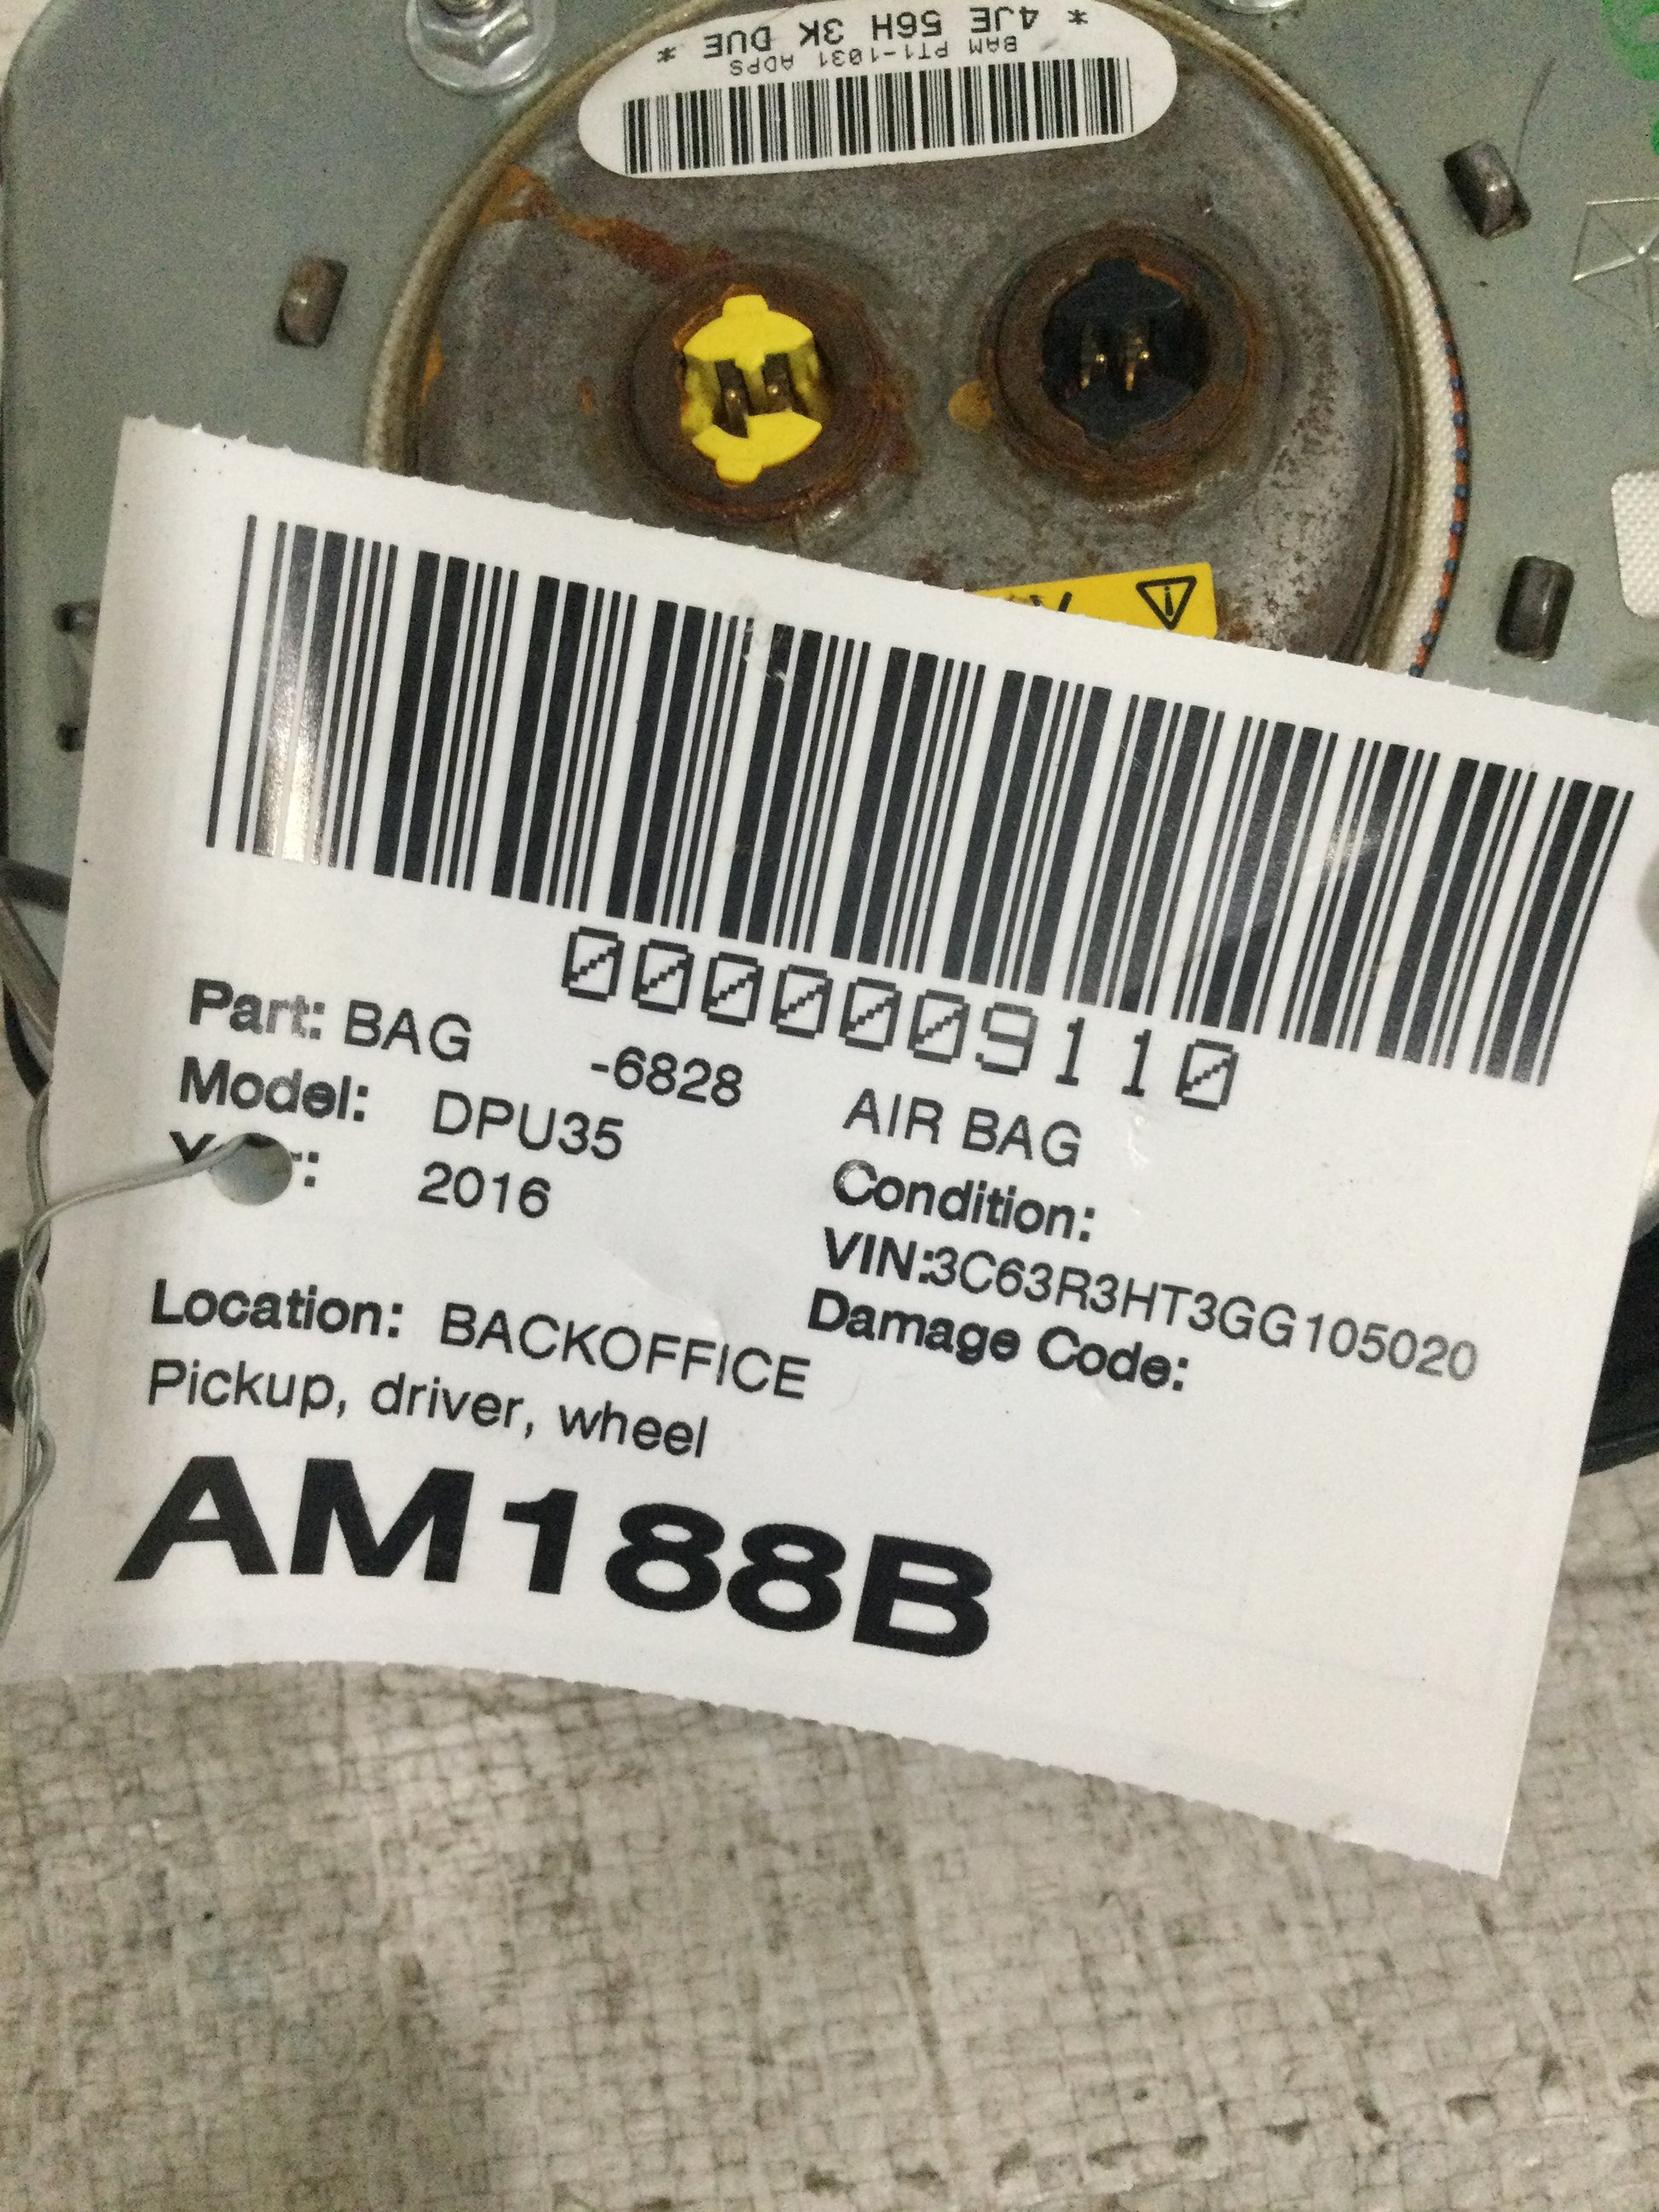 * 4JE 56H 3K DUE *
BAM PT1-1031 ADPS
0000009110
Part: BAG -6828 AIR BAG
Model: DPU35 Condition:
2016 VIN:3C63R3HT3GG105020
Damage Code:
Location: BACKOFFICE
Pickup, driver, wheel
AM188B